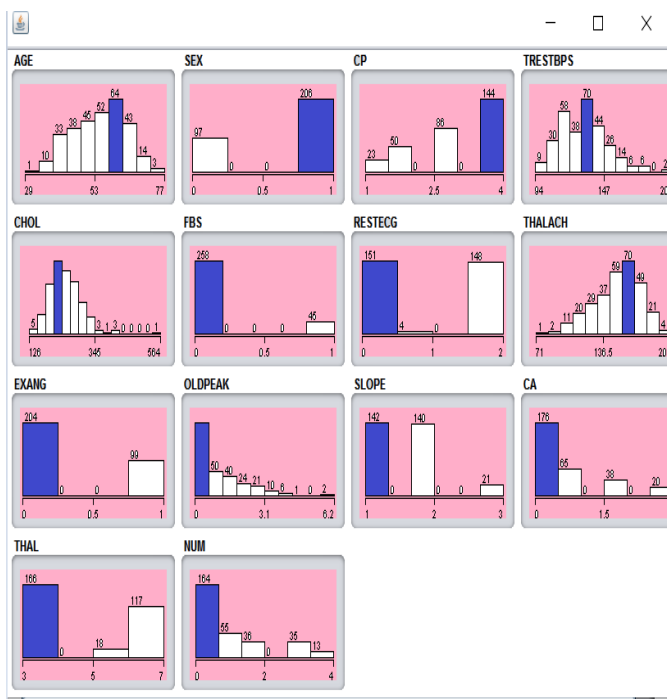 AGE SEX CP TRESTBPS
1 10 33 38 45 52 64 43 14 3
29 53 77
97 0 0 206
0 0.5 1
23 50 0 86 0 144
1 2.5 4
9 30 58 38 70 44 26 14 6 6 0 2
94 147 20
CHOL FBS RESTECG THALACH
5 3 1 3 0 0 0 0 1
126 345 564
258 0 0 0 45
0 0.5 1
151 4 0 148
0 1 2
1 2 11 20 29 37 59 70 49 21 4
71 136.5 20
EXANG OLDPEAK SLOPE CA
204 0 0 99
0 0.5 1
50 40 24 21 10 6 1 0 2
0 3.1 6.2
142 0 140 0 0 21
1 2 3
176 65 0 38 0 20
0 1.5
THAL NUM
166 0 18 117
3 5 7
164 55 36 0 35 13
0 2 4